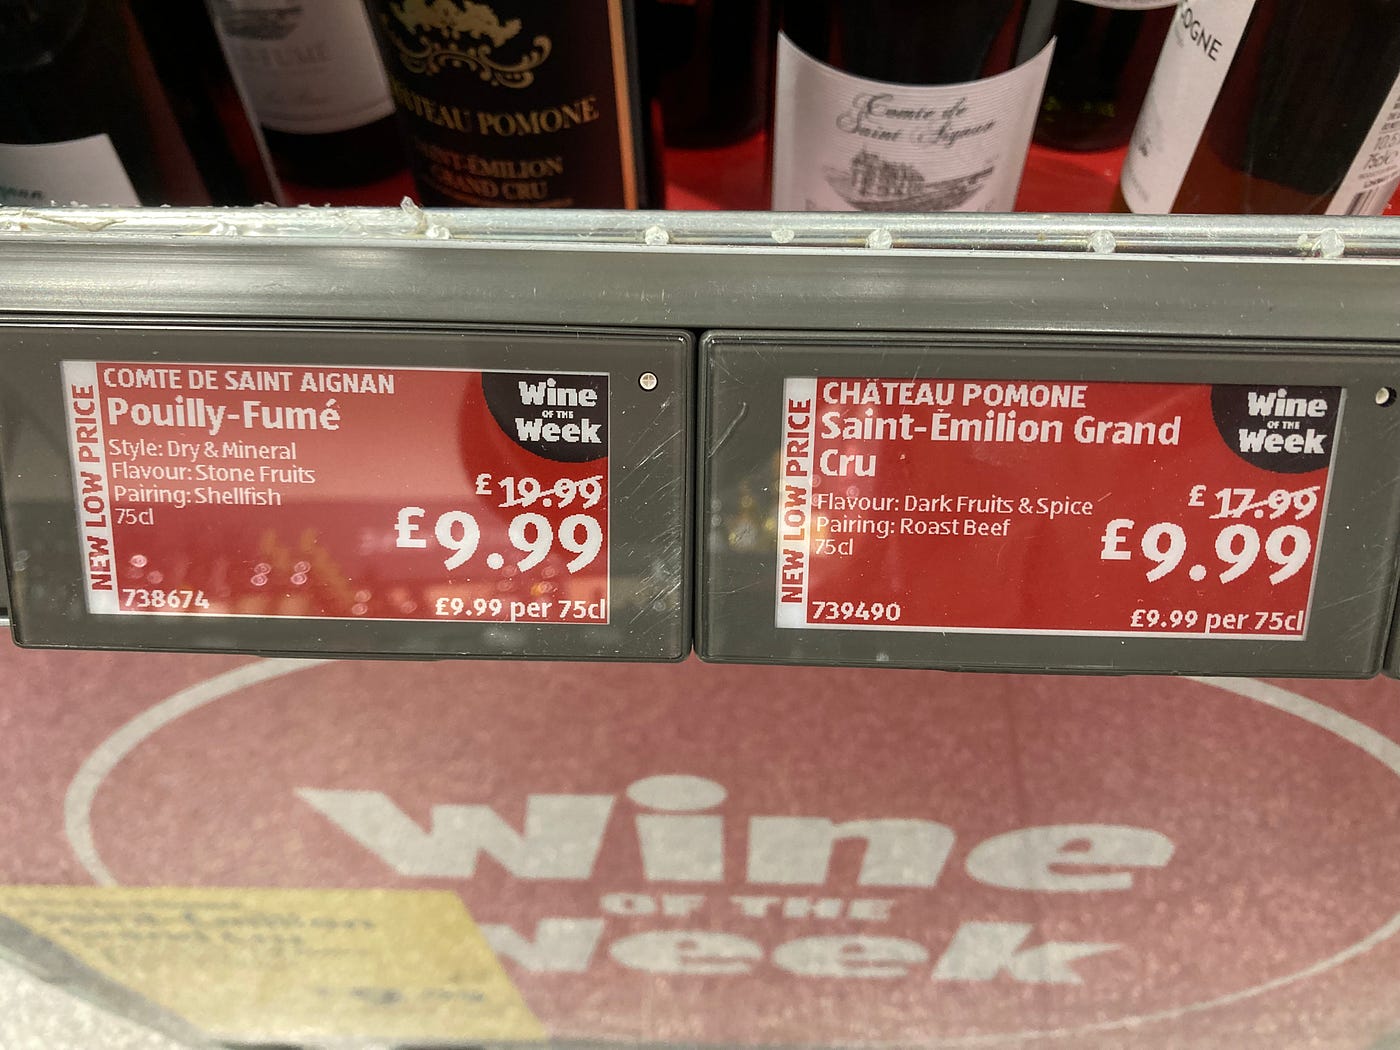 FUMÉ
CHÂTEAU POMONE
SAINT-ÉMILION
GRAND CRU
Comte de
Saint Aignan
OGNE
COMTE DE SAINT AIGNAN
Pouilly-Fumé
Style: Dry & Mineral
Flavour: Stone Fruits
Pairing: Shellfish
75cl
NEW LOW PRICE
Wine
OF THE
Week
£19.99
£9.99
738674
£9.99 per 75cl
CHÂTEAU POMONE
Saint-Émilion Grand
Cru
Flavour: Dark Fruits & Spice
Pairing: Roast Beef
75cl
NEW LOW PRICE
Wine
OF THE
Week
£17.99
£9.99
739490
£9.99 per 75cl
Wine
OF THE
Week